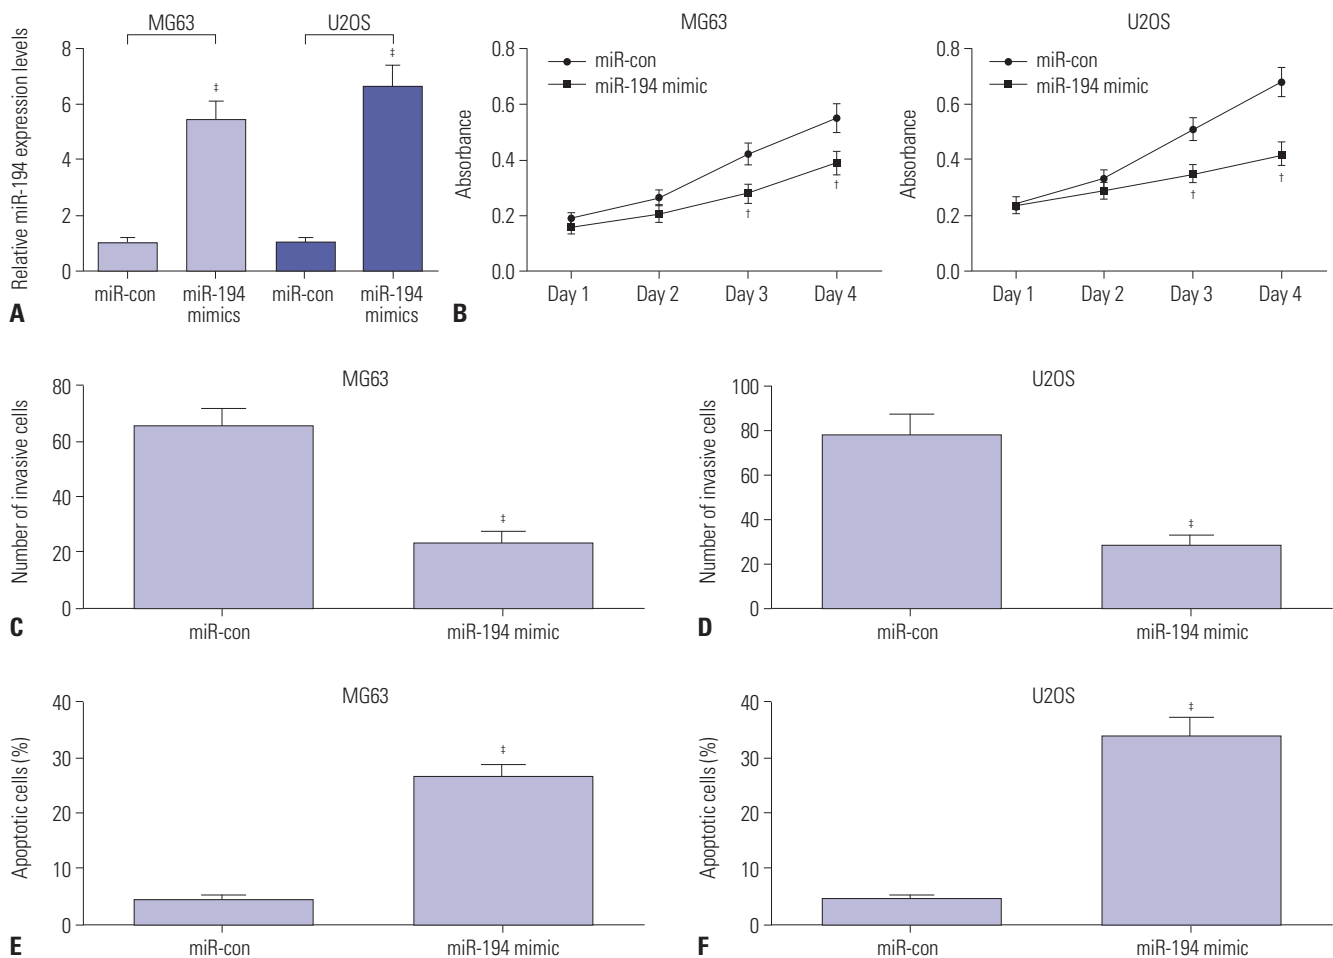 MG63
U2OS
Relative miR-194 expression levels
8
6
4
2
0
‡
‡
miR-con
miR-194
mimics
miR-con
miR-194
mimics
A
MG63
Absorbance
0.8
0.6
0.4
0.2
0.0
miR-con
miR-194 mimic
†
†
Day 1
Day 2
Day 3
Day 4
B
U2OS
Absorbance
0.8
0.6
0.4
0.2
0.0
miR-con
miR-194 mimic
†
†
Day 1
Day 2
Day 3
Day 4
MG63
Number of invasive cells
80
60
40
20
0
‡
miR-con
miR-194 mimic
C
U2OS
Number of invasive cells
100
80
60
40
20
0
‡
miR-con
miR-194 mimic
D
MG63
Apoptotic cells (%)
40
30
20
10
0
‡
miR-con
miR-194 mimic
E
U2OS
Apoptotic cells (%)
40
30
20
10
0
‡
miR-con
miR-194 mimic
F